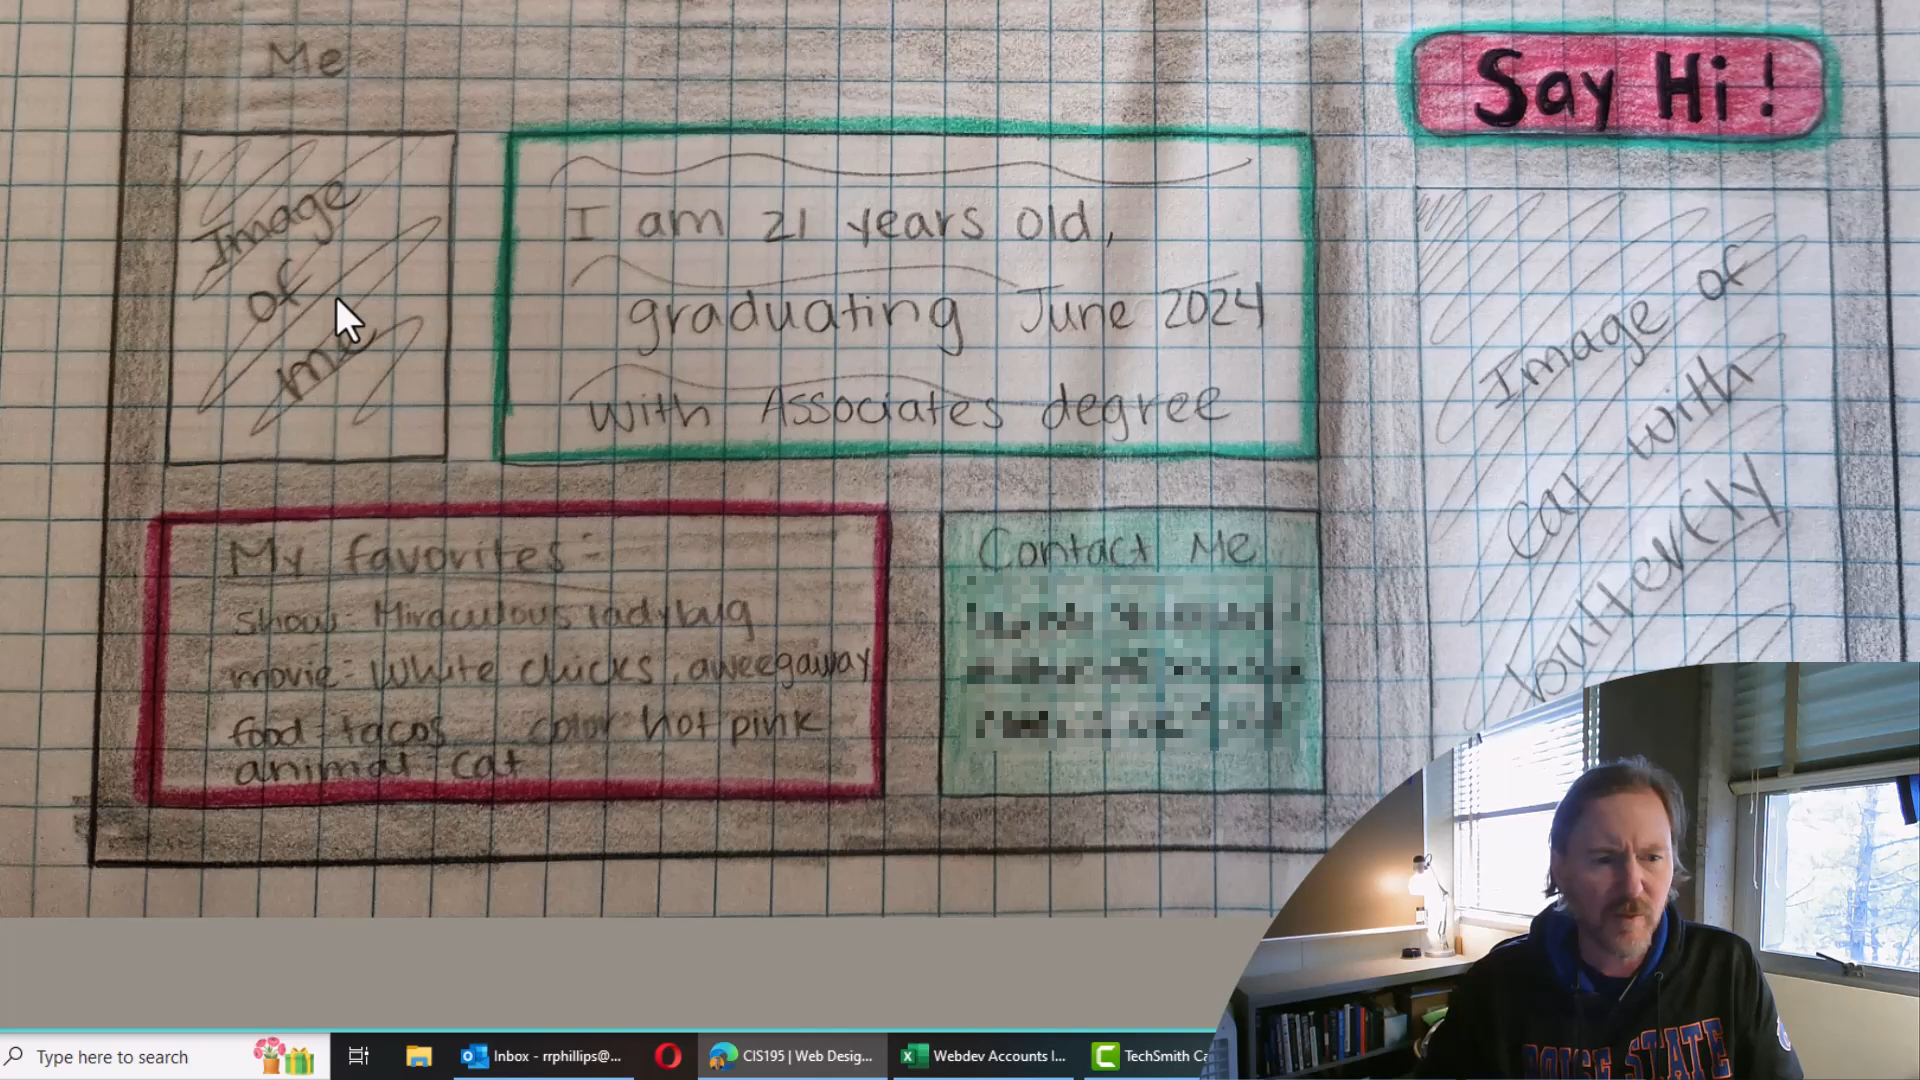 Me
Say Hi!
Image
of
me
I am 21 years old,
graduating June 2024
with Associates degree
Image of
Cat with
butterfly
My favorites:
show: Miraculous ladybug
movie: White chicks, aweegaway
food: tacos color hot pink
animal: cat
Contact Me
BOISE STATE
Type here to search
Inbox - rrphillips@...
CIS195 | Web Desig...
Webdev Accounts I...
TechSmith Ca